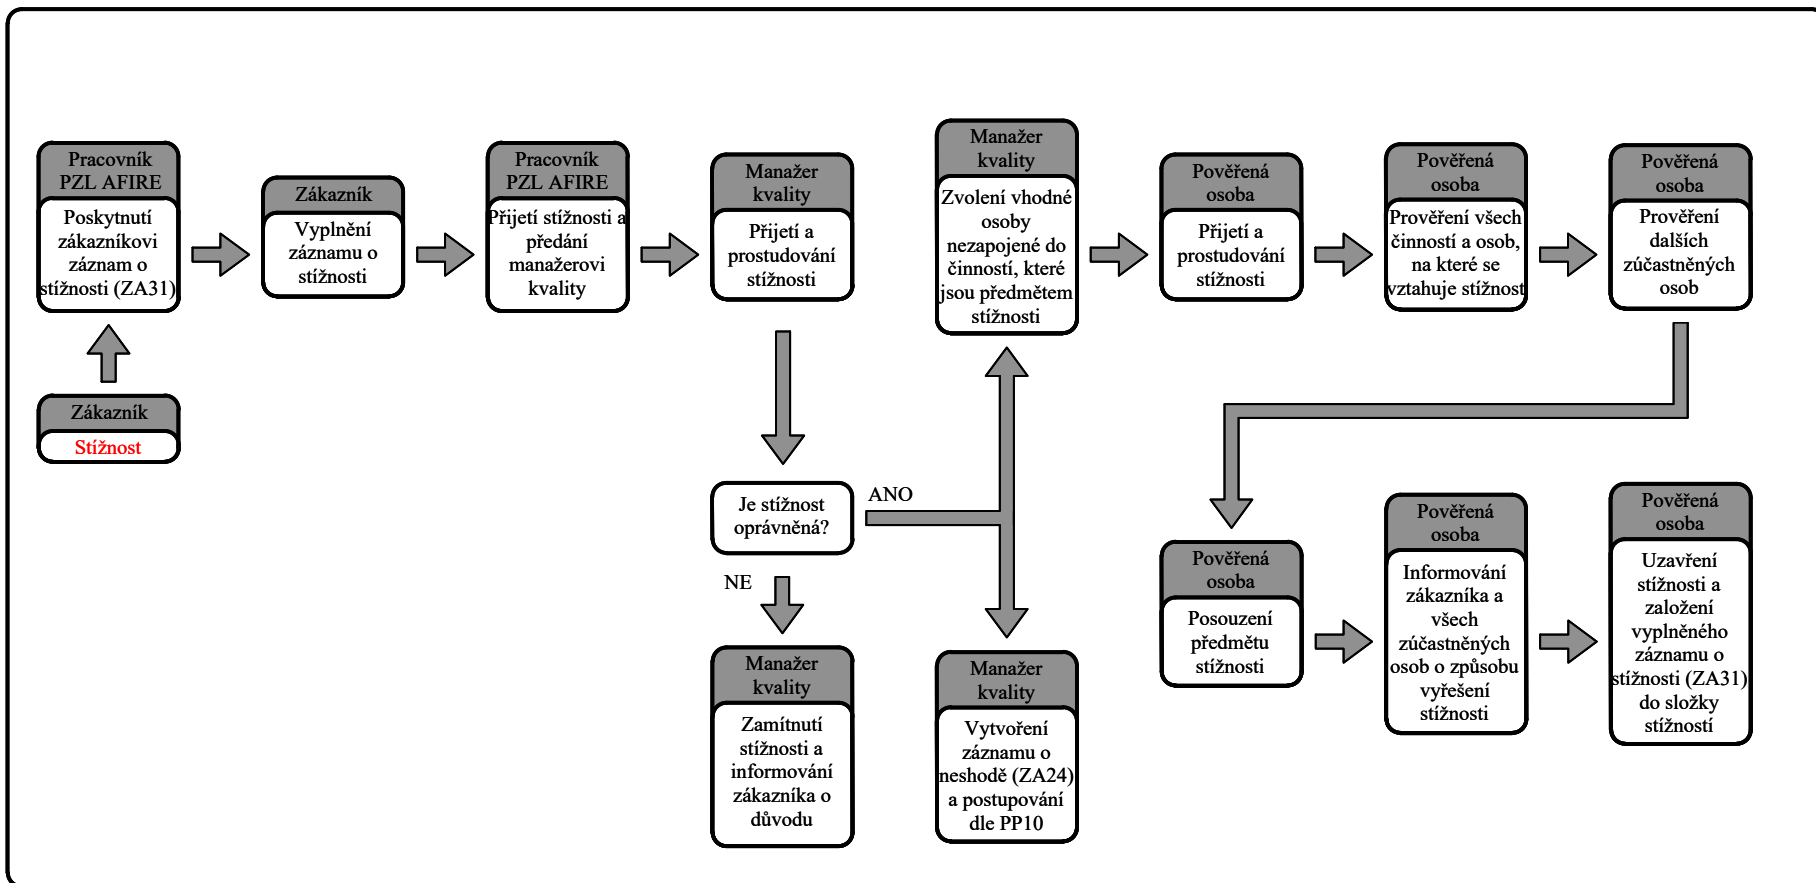 Pracovník
PZL AFIRE
Poskytnutí
zákazníkovi
záznam o
stížnosti (ZA31)
Zákazník
Stížnost
Zákazník
Vyplnění
záznamu o
stížnosti
Pracovník
PZL AFIRE
Přijetí stížnosti a
předání
manažerovi
kvality
Manažer
kvality
Přijetí a
prostudování
stížnosti
Je stížnost
oprávněná?
ANO
NE
Manažer
kvality
Zamítnutí
stížnosti a
informování
zákazníka o
důvodu
Manažer
kvality
Zvolení vhodné
osoby
nezapojené do
činností, které
jsou předmětem
stížnosti
Manažer
kvality
Vytvoření
záznamu o
neshodě (ZA24)
a postupování
dle PP10
Pověřená
osoba
Přijetí a
prostudování
stížnosti
Pověřená
osoba
Prověření všech
činností a osob,
na které se
vztahuje stížnost
Pověřená
osoba
Prověření
dalších
zúčastněných
osob
Pověřená
osoba
Posouzení
předmětu
stížnosti
Pověřená
osoba
Informování
zákazníka a
všech
zúčastněných
osob o způsobu
vyřešení
stížnosti
Pověřená
osoba
Uzavření
stížnosti a
založení
vyplněného
záznamu o
stížnosti (ZA31)
do složky
stížností